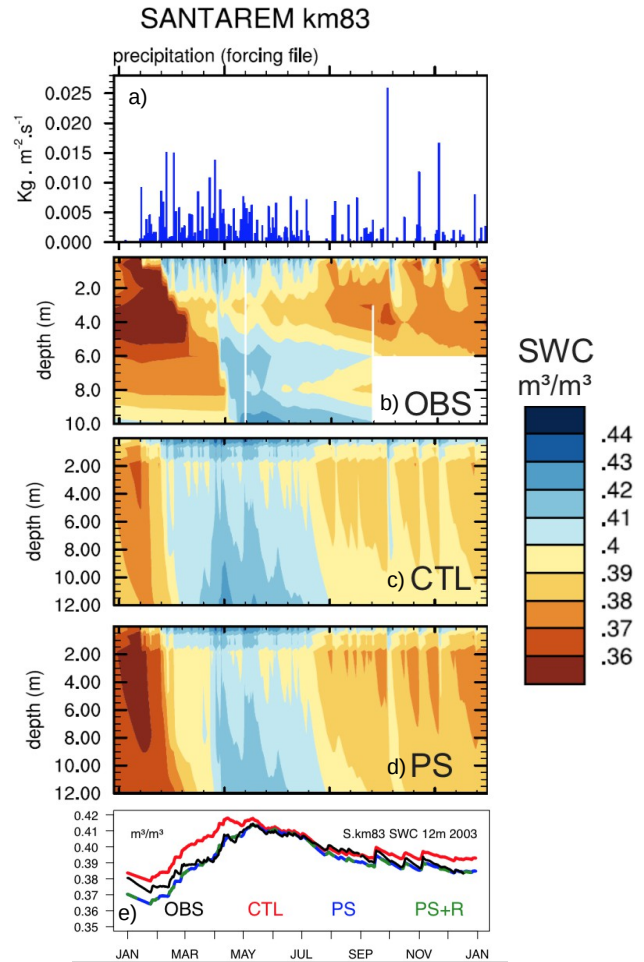 SANTAREM km83
precipitation (forcing file)
a)
Kg . m⁻².s⁻¹
0.025
0.020
0.015
0.010
0.005
0.000
depth (m)
2.0
4.0
6.0
8.0
10.0
b) OBS
depth (m)
2.00
4.00
6.00
8.00
10.00
12.00
c) CTL
depth (m)
2.00
4.00
6.00
8.00
10.00
12.00
d) PS
SWC
m³/m³
.44
.43
.42
.41
.4
.39
.38
.37
.36
0.42
0.41
0.40
0.39
0.38
0.37
0.36
0.35
m³/m³
S.km83 SWC 12m 2003
e) OBS CTL PS PS+R
JAN MAR MAY JUL SEP NOV JAN